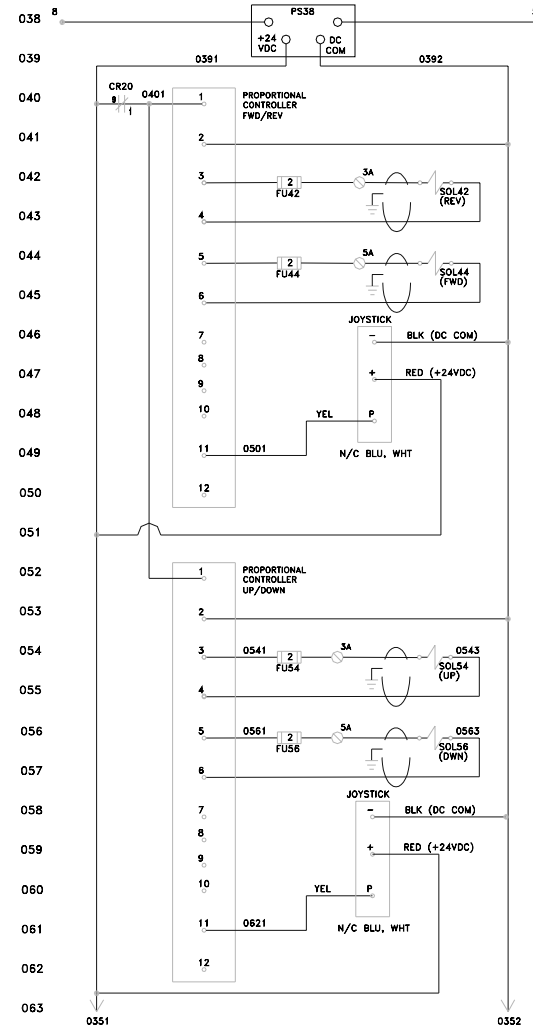 038 8 PS38
+24 VDC DC COM
039 0391 0392
CR20
040 8 1 0401 1 PROPORTIONAL CONTROLLER FWD/REV
041 2
042 3 2 FU42 3A SOL42 (REV)
043 4
044 5 2 FU44 5A SOL44 (FWD)
045 6
JOYSTICK
046 7 - BLK (DC COM)
8
047 + RED (+24VDC)
9
048 10 YEL P
049 11 0501 N/C BLU, WHT
050 12
051
052 1 PROPORTIONAL CONTROLLER UP/DOWN
053 2
054 3 0541 2 FU54 3A 0543 SOL54 (UP)
055 4
056 5 0561 2 FU56 5A 0563 SOL56 (DWN)
057 6
JOYSTICK
058 7 - BLK (DC COM)
8
059 + RED (+24VDC)
9
060 10 YEL P
061 11 0621 N/C BLU, WHT
062 12
063
0351 0352